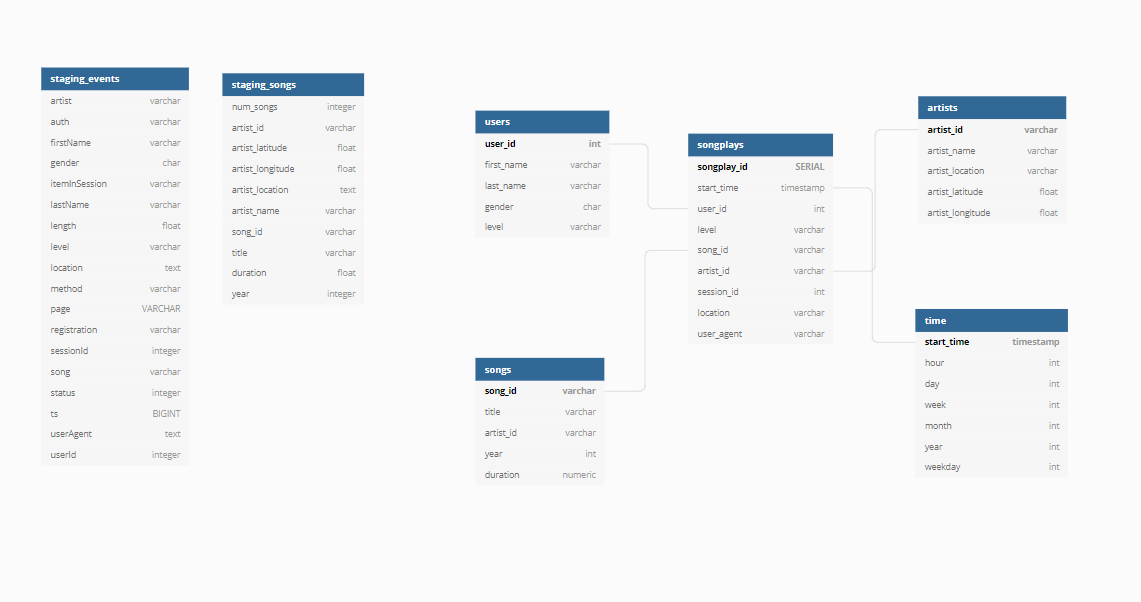 staging_events
artist varchar
auth varchar
firstName varchar
gender char
itemInSession varchar
lastName varchar
length float
level varchar
location text
method varchar
page VARCHAR
registration varchar
sessionId integer
song varchar
status integer
ts BIGINT
userAgent text
userId integer
staging_songs
num_songs integer
artist_id varchar
artist_latitude float
artist_longitude float
artist_location text
artist_name varchar
song_id varchar
title varchar
duration float
year integer
users
user_id int
first_name varchar
last_name varchar
gender char
level varchar
songs
song_id varchar
title varchar
artist_id varchar
year int
duration numeric
songplays
songplay_id SERIAL
start_time timestamp
user_id int
level varchar
song_id varchar
artist_id varchar
session_id int
location varchar
user_agent varchar
artists
artist_id varchar
artist_name varchar
artist_location varchar
artist_latitude float
artist_longitude float
time
start_time timestamp
hour int
day int
week int
month int
year int
weekday int